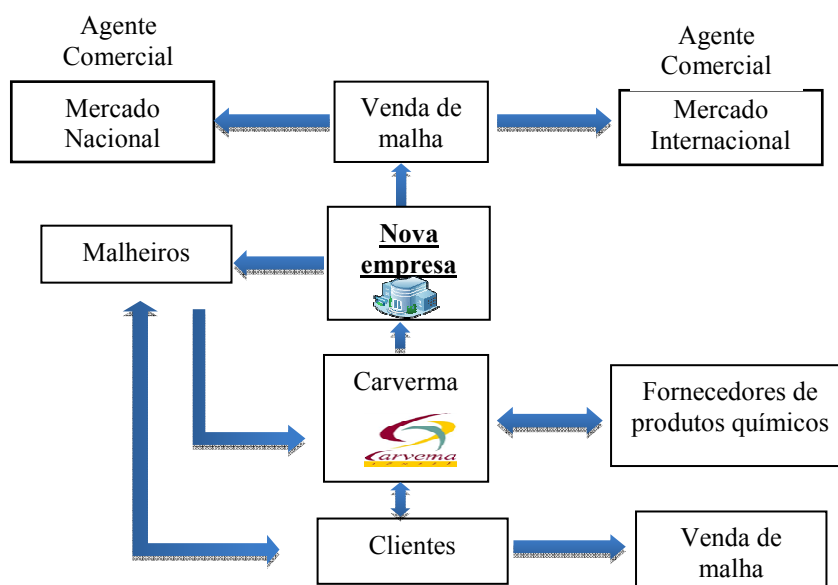 Agente
Comercial
Agente
Comercial
Mercado
Nacional
Venda de
malha
Mercado
Internacional
Malheiros
Nova
empresa
Carverma
Carvema
Fornecedores de
produtos químicos
Clientes
Venda de
malha